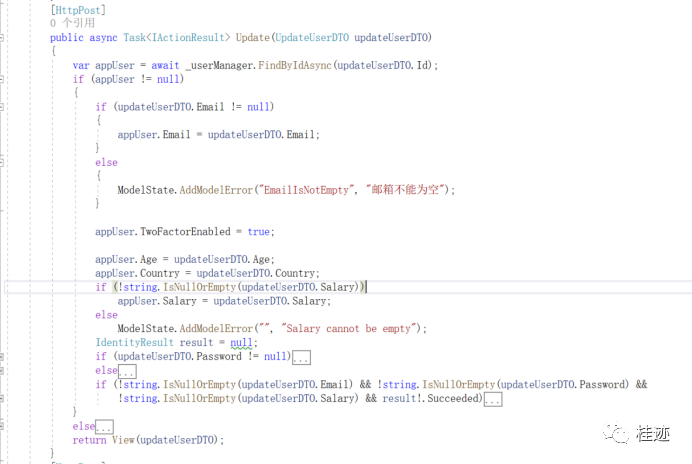 [HttpPost]
0 个引用
public async Task<IActionResult> Update(UpdateUserDTO updateUserDTO)
{
var appUser = await _userManager.FindByIdAsync(updateUserDTO.Id);
if (appUser != null)
{
if (updateUserDTO.Email != null)
{
appUser.Email = updateUserDTO.Email;
}
else
{
ModelState.AddModelError("EmailIsNotEmpty", "邮箱不能为空");
}
appUser.TwoFactorEnabled = true;
appUser.Age = updateUserDTO.Age;
appUser.Country = updateUserDTO.Country;
if (!string.IsNullOrEmpty(updateUserDTO.Salary))
appUser.Salary = updateUserDTO.Salary;
else
ModelState.AddModelError("", "Salary cannot be empty");
IdentityResult result = null;
if (updateUserDTO.Password != null)...
else...
if (!string.IsNullOrEmpty(updateUserDTO.Email) && !string.IsNullOrEmpty(updateUserDTO.Password) &&
!string.IsNullOrEmpty(updateUserDTO.Salary) && result!.Succeeded)...
}
else...
return View(updateUserDTO);
}
桂迹